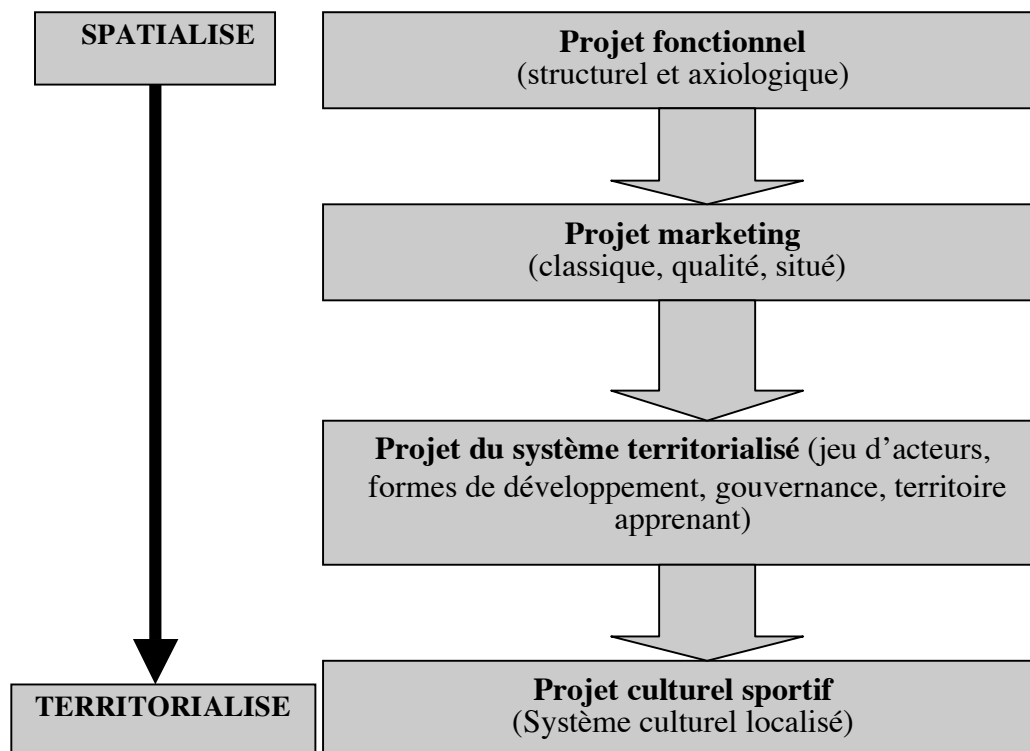 SPATIALISE
Projet fonctionnel
(structurel et axiologique)
Projet marketing
(classique, qualité, situé)
Projet du système territorialisé (jeu d’acteurs,
formes de développement, gouvernance, territoire
apprenant)
TERRITORIALISE
Projet culturel sportif
(Système culturel localisé)